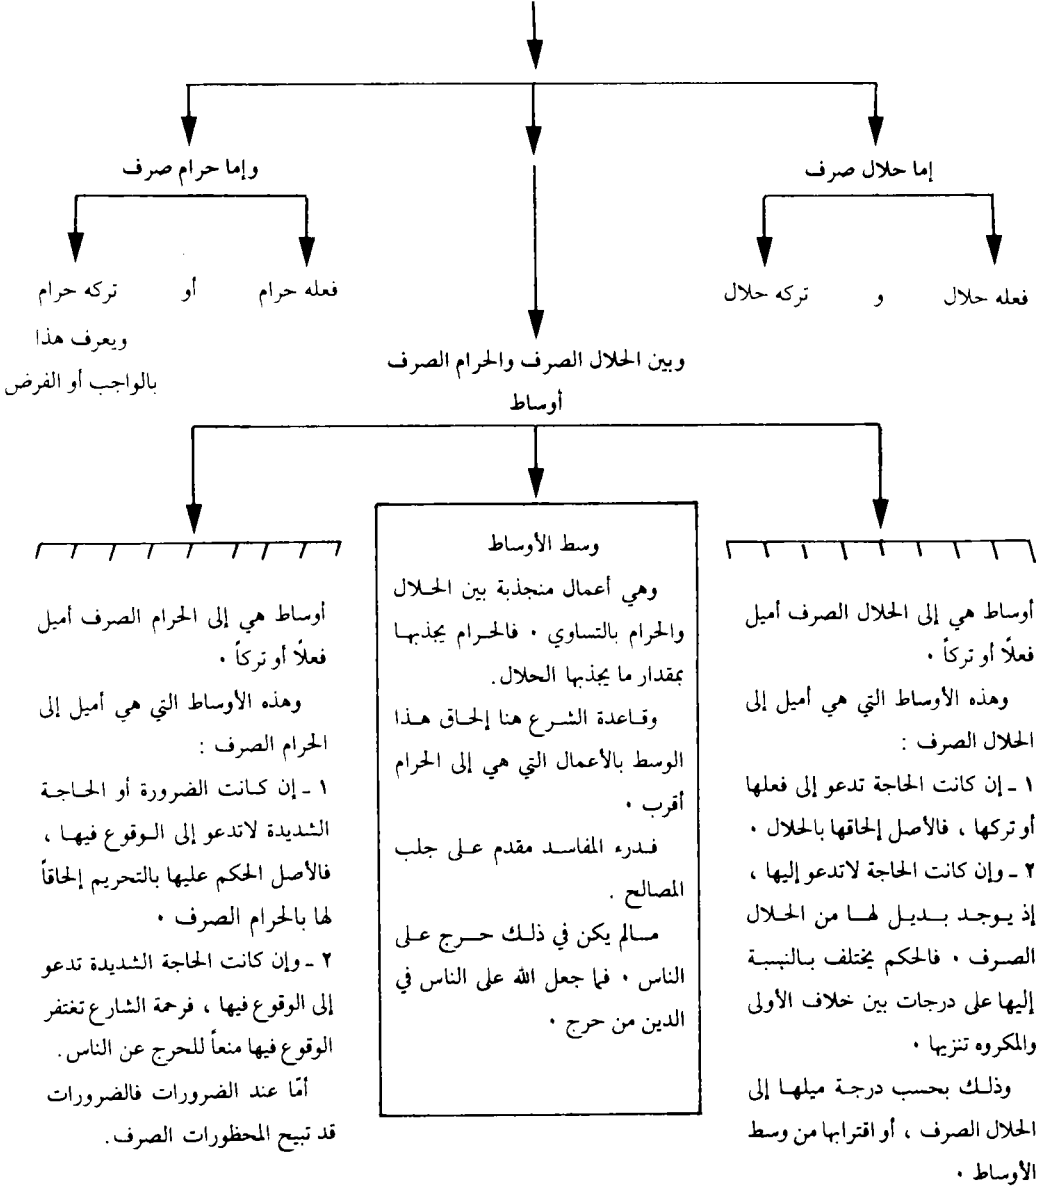 إما حلال صرف
وإما حرام صرف
فعله حلال
و
تركه حلال
فعله حرام
أو
تركه حرام
ويعرف هذا
بالواجب أو الفرض
وبين الحلال الصرف والحرام الصرف
أوساط
أوساط هي إلى الحلال الصرف أميل
فعلًا أو تركاً .
وهذه الأوساط التي هي أميل إلى
الحلال الصرف :
١ ـ إن كانت الحاجة تدعو إلى فعلها
أو تركها ، فالأصل إلحاقها بالحلال .
٢ ـ وإن كانت الحاجة لاتدعو إليها ،
إذ يوجد بديل لها من الحلال
الصرف . فالحكم يختلف بالنسبة
إليها على درجات بين خلاف الأولى
والمكروه تنزيها .
وذلك بحسب درجة ميلها إلى
الحلال الصرف ، أو اقترابها من وسط
الأوساط .
وسط الأوساط
وهي أعمال منجذبة بين الحلال
والحرام بالتساوي . فالحرام يجذبها
بمقدار ما يجذبها الحلال .
وقاعدة الشرع هنا إلحاق هذا
الوسط بالأعمال التي هي إلى الحرام
أقرب .
فدرء المفاسد مقدم على جلب
المصالح .
مالم يكن في ذلك حرج على
الناس . فما جعل الله على الناس في
الدين من حرج .
أوساط هي إلى الحرام الصرف أميل
فعلًا أو تركاً .
وهذه الأوساط التي هي أميل إلى
الحرام الصرف :
١ ـ إن كانت الضرورة أو الحاجة
الشديدة لاتدعو إلى الوقوع فيها ،
فالأصل الحكم عليها بالتحريم إلحاقاً
لها بالحرام الصرف .
٢ ـ وإن كانت الحاجة الشديدة تدعو
إلى الوقوع فيها ، فرحمة الشارع تغتفر
الوقوع فيها منعاً للحرج عن الناس .
أمّا عند الضرورات فالضرورات
قد تبيح المحظورات الصرف .